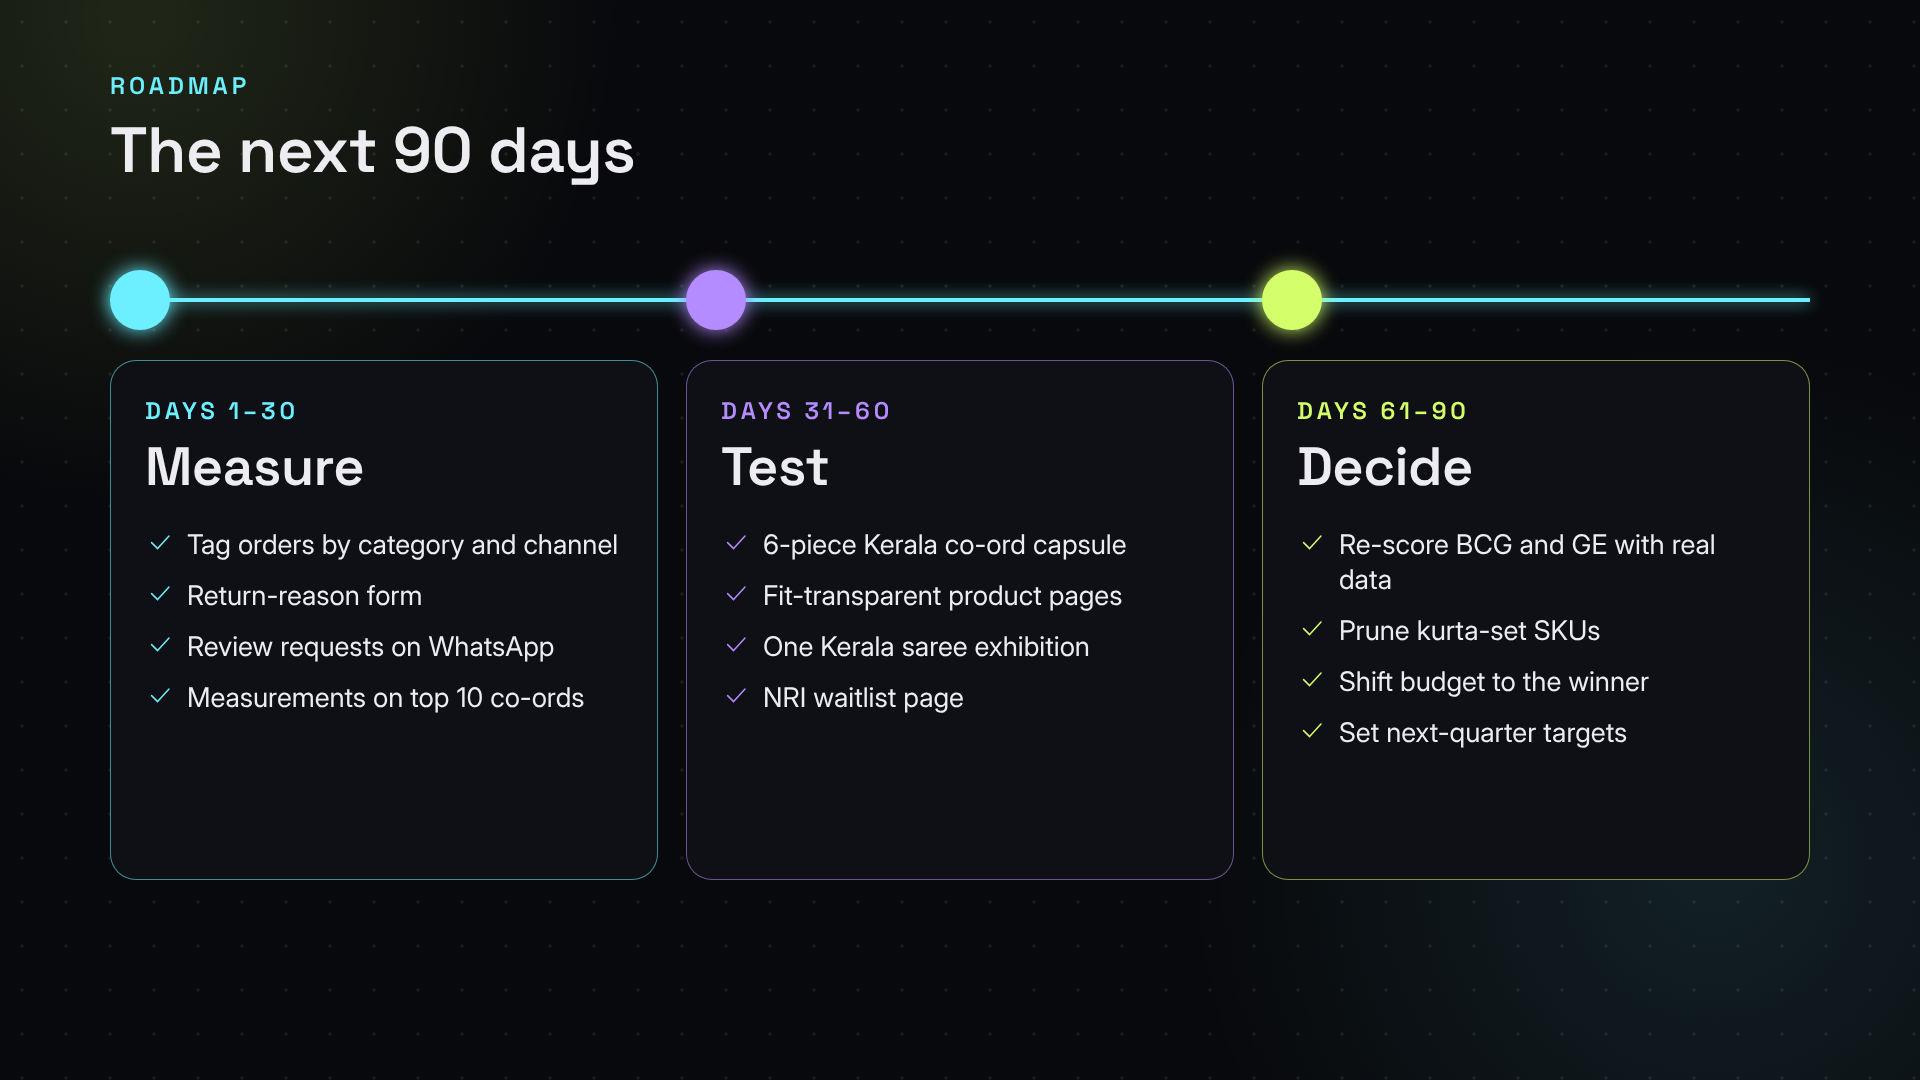 ROADMAP
The next 90 days
DAYS 1–30
Measure
Tag orders by category and channel
Return-reason form
Review requests on WhatsApp
Measurements on top 10 co-ords
DAYS 31–60
Test
6-piece Kerala co-ord capsule
Fit-transparent product pages
One Kerala saree exhibition
NRI waitlist page
DAYS 61–90
Decide
Re-score BCG and GE with real
data
Prune kurta-set SKUs
Shift budget to the winner
Set next-quarter targets